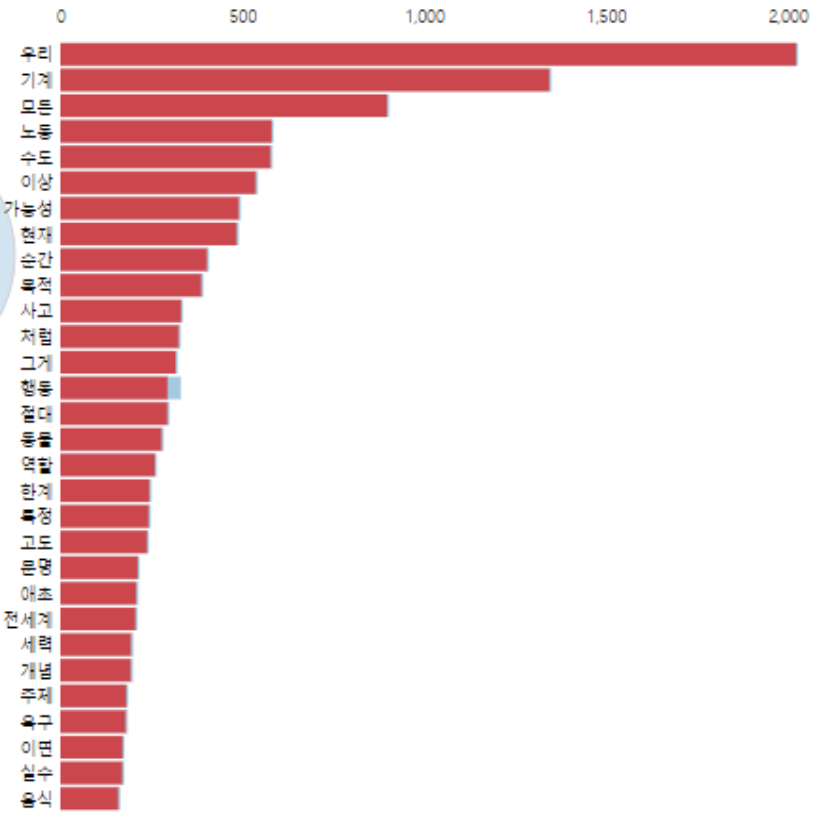 0 500 1,000 1,500 2,000
우리
기계
모든
노동
수도
이상
가능성
현재
순간
목적
사고
처럼
그게
행동
절대
동물
역할
한계
특정
고도
문명
애초
전세계
세력
개념
주제
욕구
이면
실수
음식